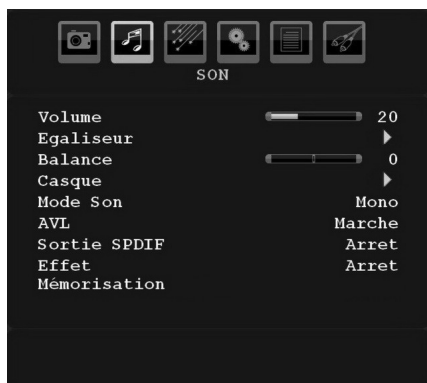 SON
Volume 20
Egaliseur
Balance 0
Casque
Mode Son Mono
AVL Marche
Sortie SPDIF Arret
Effet Arret
Mémorisation